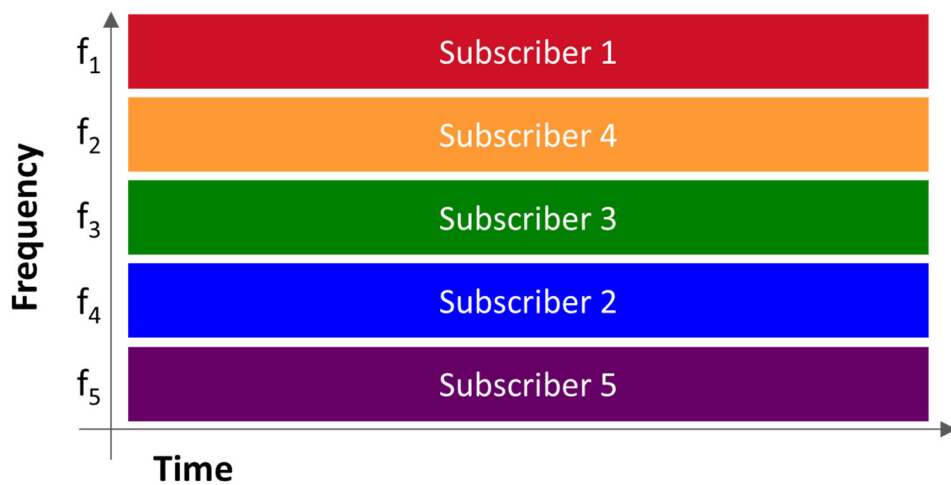 f₁ Subscriber 1
f₂ Subscriber 4
f₃ Subscriber 3
f₄ Subscriber 2
f₅ Subscriber 5
Frequency
Time